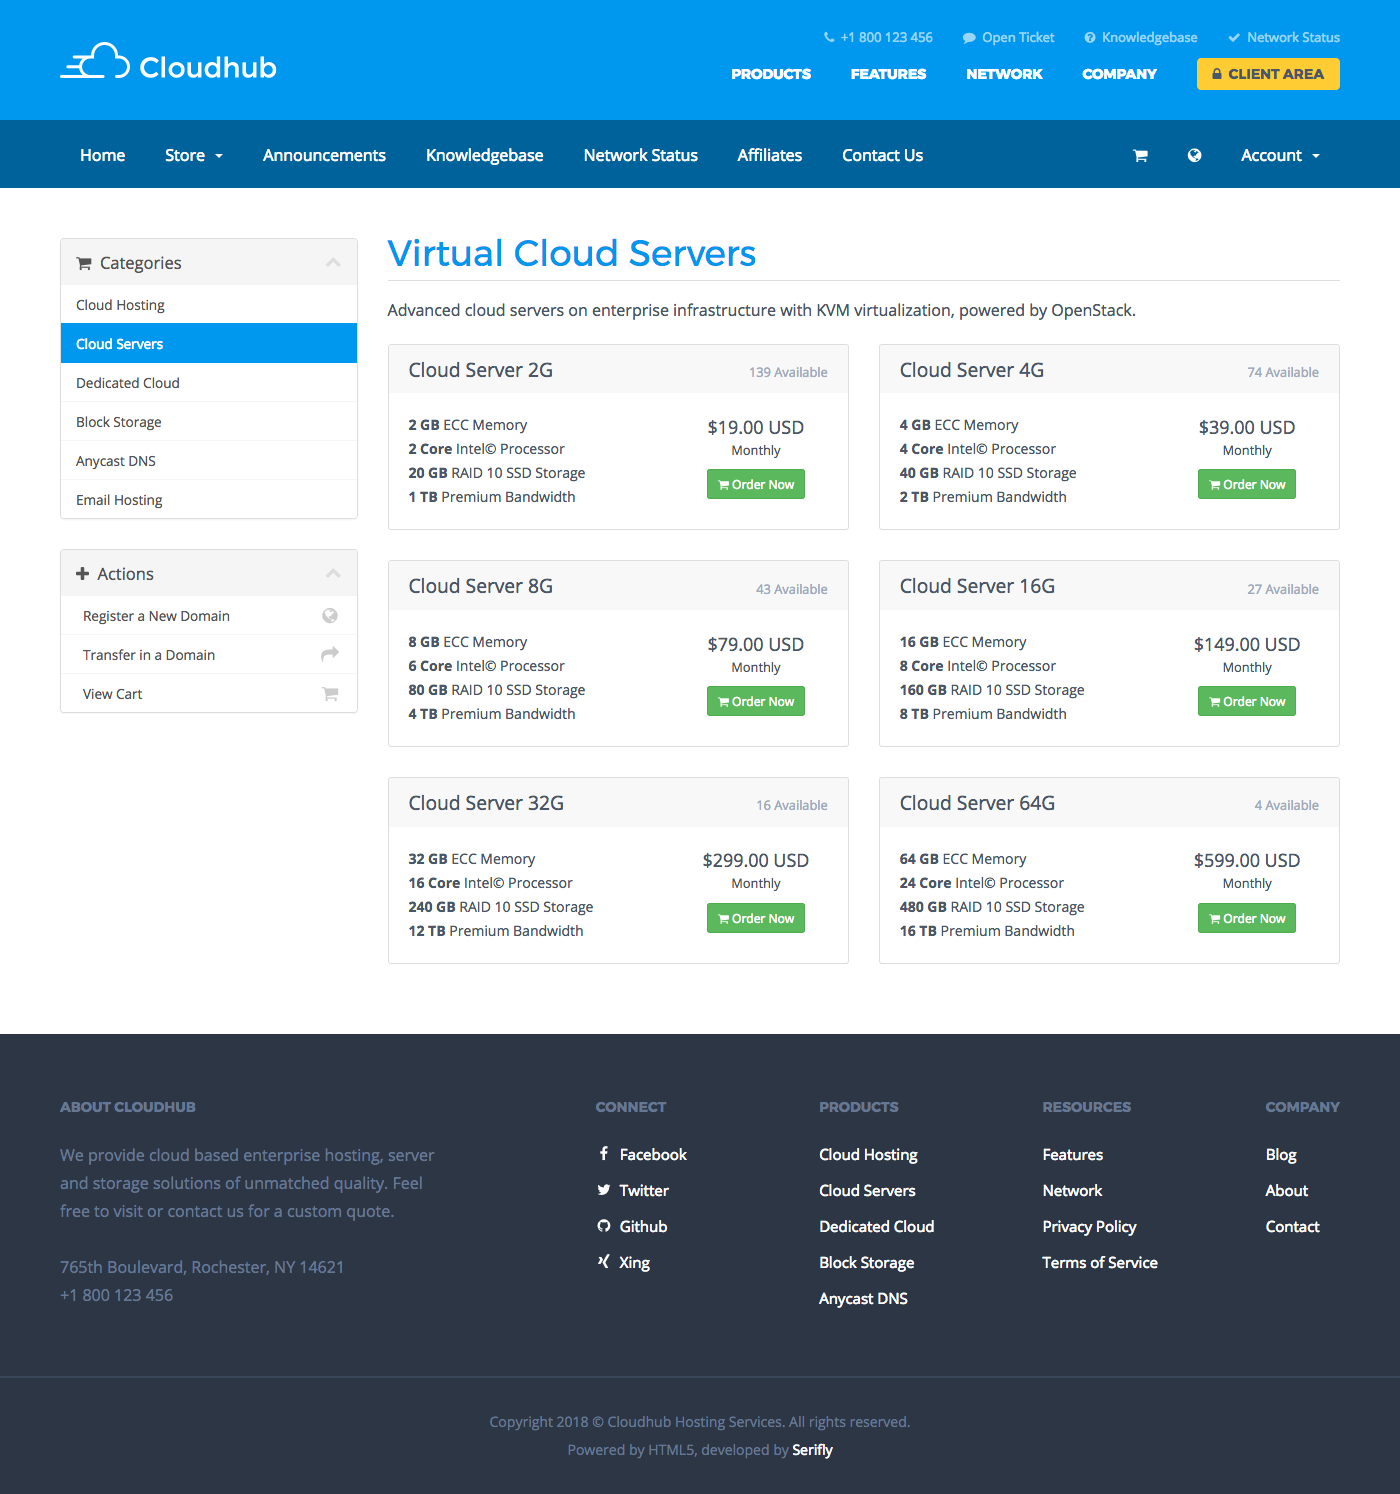 +1 800 123 456 Open Ticket Knowledgebase Network Status
Cloudhub
PRODUCTS FEATURES NETWORK COMPANY CLIENT AREA
Home Store Announcements Knowledgebase Network Status Affiliates Contact Us Account
Categories
Cloud Hosting
Cloud Servers
Dedicated Cloud
Block Storage
Anycast DNS
Email Hosting
Actions
Register a New Domain
Transfer in a Domain
View Cart
Virtual Cloud Servers
Advanced cloud servers on enterprise infrastructure with KVM virtualization, powered by OpenStack.
Cloud Server 2G 139 Available
2 GB ECC Memory
2 Core Intel© Processor
20 GB RAID 10 SSD Storage
1 TB Premium Bandwidth
$19.00 USD
Monthly
Order Now
Cloud Server 4G 74 Available
4 GB ECC Memory
4 Core Intel© Processor
40 GB RAID 10 SSD Storage
2 TB Premium Bandwidth
$39.00 USD
Monthly
Order Now
Cloud Server 8G 43 Available
8 GB ECC Memory
6 Core Intel© Processor
80 GB RAID 10 SSD Storage
4 TB Premium Bandwidth
$79.00 USD
Monthly
Order Now
Cloud Server 16G 27 Available
16 GB ECC Memory
8 Core Intel© Processor
160 GB RAID 10 SSD Storage
8 TB Premium Bandwidth
$149.00 USD
Monthly
Order Now
Cloud Server 32G 16 Available
32 GB ECC Memory
16 Core Intel© Processor
240 GB RAID 10 SSD Storage
12 TB Premium Bandwidth
$299.00 USD
Monthly
Order Now
Cloud Server 64G 4 Available
64 GB ECC Memory
24 Core Intel© Processor
480 GB RAID 10 SSD Storage
16 TB Premium Bandwidth
$599.00 USD
Monthly
Order Now
ABOUT CLOUDHUB
We provide cloud based enterprise hosting, server
and storage solutions of unmatched quality. Feel
free to visit or contact us for a custom quote.
765th Boulevard, Rochester, NY 14621
+1 800 123 456
CONNECT
Facebook
Twitter
Github
Xing
PRODUCTS
Cloud Hosting
Cloud Servers
Dedicated Cloud
Block Storage
Anycast DNS
RESOURCES
Features
Network
Privacy Policy
Terms of Service
COMPANY
Blog
About
Contact
Copyright 2018 © Cloudhub Hosting Services. All rights reserved.
Powered by HTML5, developed by Serifly